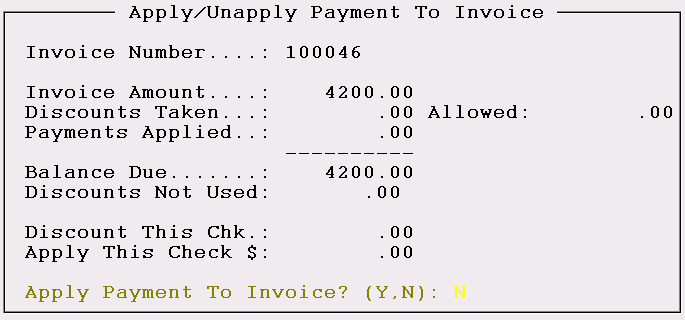 Apply/Unapply Payment To Invoice
Invoice Number....: 100046
Invoice Amount....: 4200.00
Discounts Taken...: .00 Allowed: .00
Payments Applied..: .00
__________
Balance Due.......: 4200.00
Discounts Not Used: .00
Discount This Chk.: .00
Apply This Check $: .00
Apply Payment To Invoice? (Y,N): N